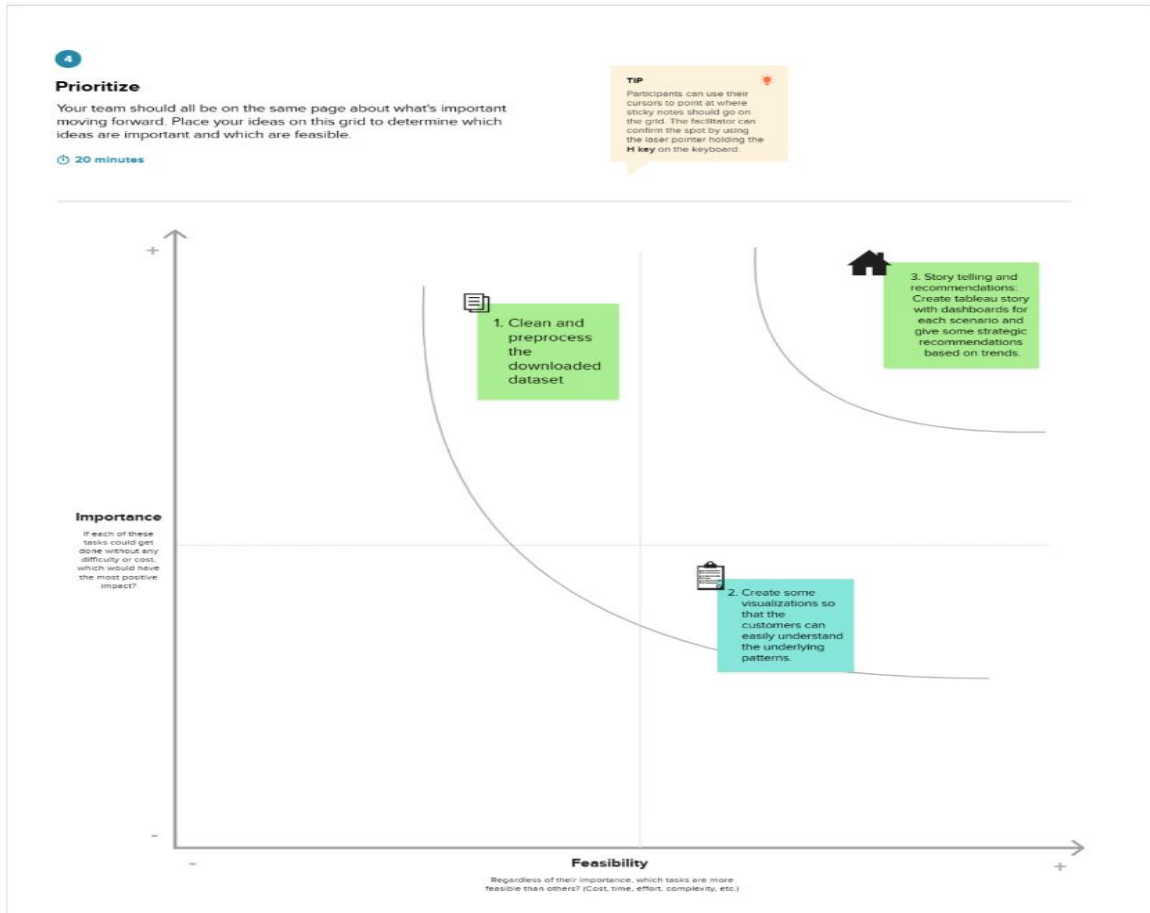 4
Prioritize
Your team should all be on the same page about what's important
moving forward. Place your ideas on this grid to determine which
ideas are important and which are feasible.
20 minutes
TIP
Participants can use their
cursors to point at where
sticky notes should go on
the grid. The facilitator can
confirm the spot by using
the laser pointer holding the
H key on the keyboard.
+
3. Story telling and
recommendations:
Create tableau story
with dashboards for
each scenario and
give some strategic
recommendations
based on trends.
1. Clean and
preprocess
the
downloaded
dataset
Importance
If each of these
tasks could get
done without any
difficulty or cost,
which would have
the most positive
impact?
2. Create some
visualizations so
that the
customers can
easily understand
the underlying
patterns.
-
-
Feasibility
+
Regardless of their importance, which tasks are more
feasible than others? (Cost, time, effort, complexity, etc.)